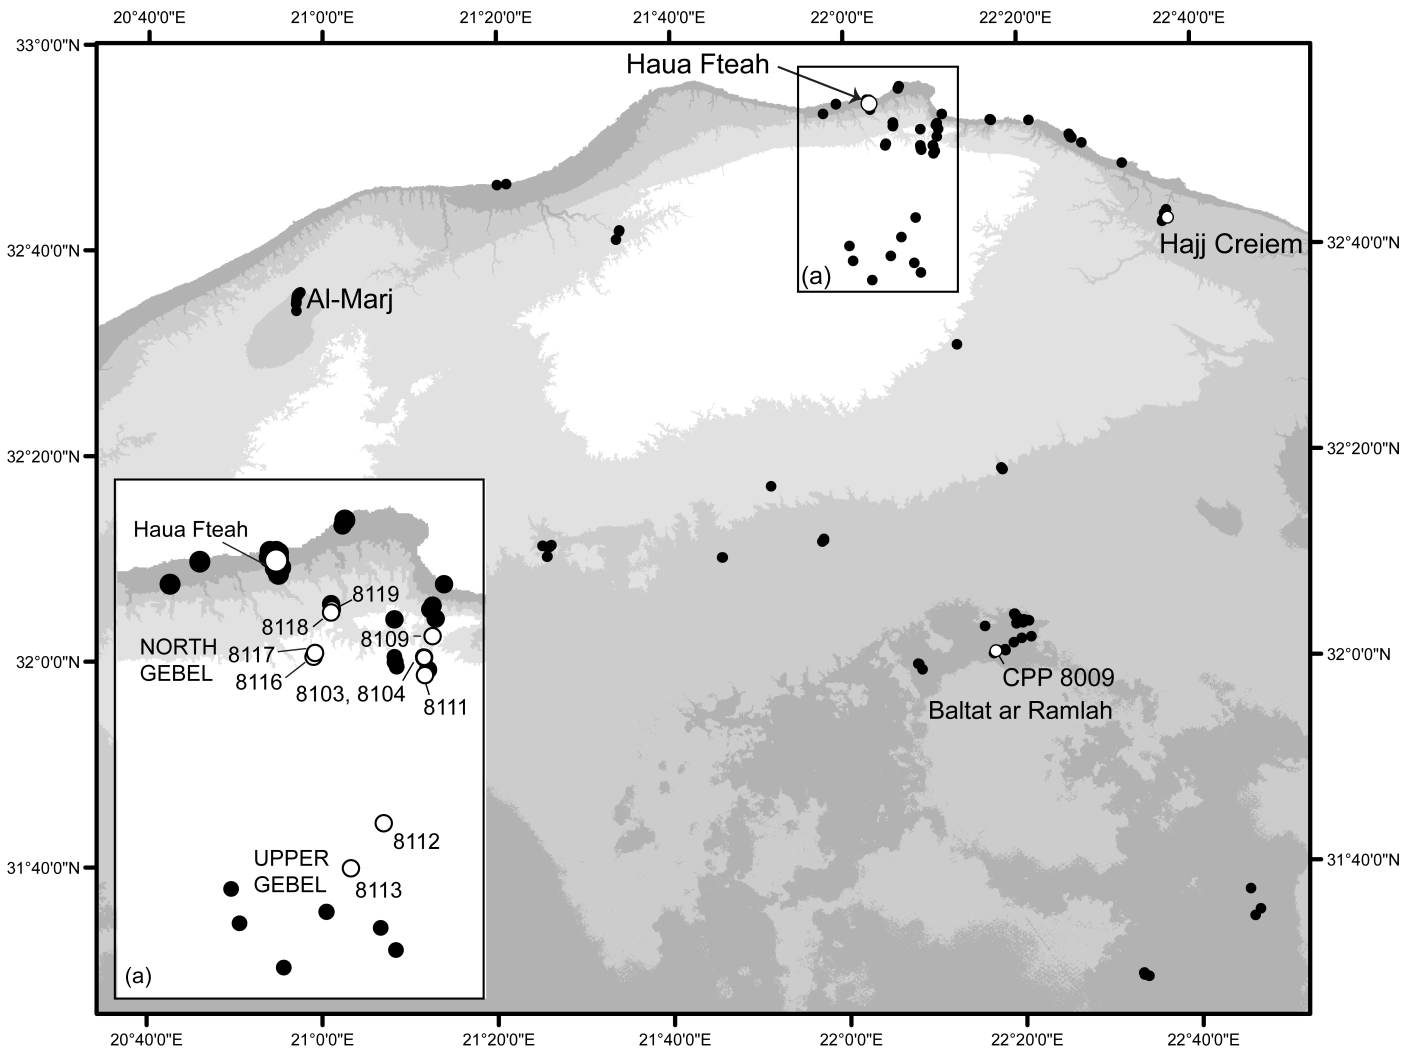 20°40'0"E
21°0'0"E
21°20'0"E
21°40'0"E
22°0'0"E
22°20'0"E
22°40'0"E
33°0'0"N
Haua Fteah
32°40'0"N
32°40'0"N
Hajj Creiem
(a)
Al-Marj
32°20'0"N
32°20'0"N
Haua Fteah
8119
8118
8109
NORTH
GEBEL
8117
8116
8103, 8104
8111
32°0'0"N
32°0'0"N
CPP 8009
Baltat ar Ramlah
8112
UPPER
GEBEL
8113
31°40'0"N
31°40'0"N
(a)
20°40'0"E
21°0'0"E
21°20'0"E
21°40'0"E
22°0'0"E
22°20'0"E
22°40'0"E